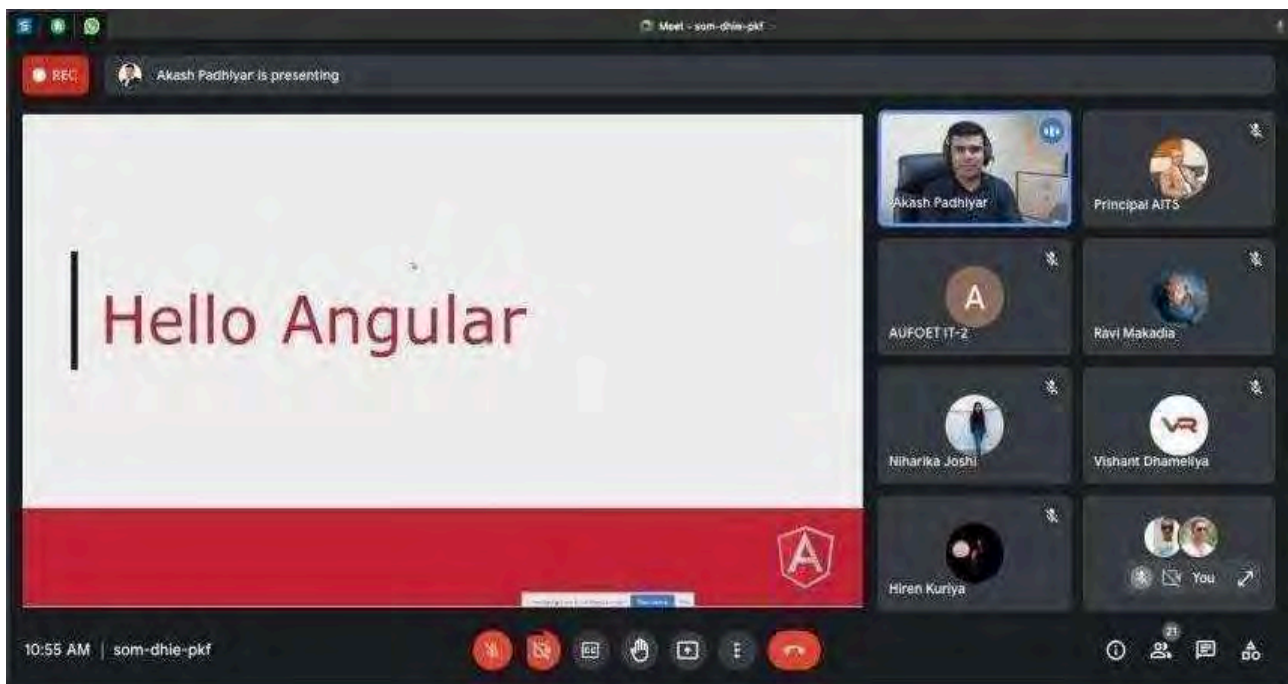 Meet - som-dhie-pkf
REC
Akash Padhiyar is presenting
Hello Angular
A
Akash Padhiyar
Principal AITS
A
AUFOET IT-2
Ravi Makadia
Niharika Joshi
VR
Vishant Dhameliya
Hiren Kuriya
You
10:55 AM | som-dhie-pkf
CC
21